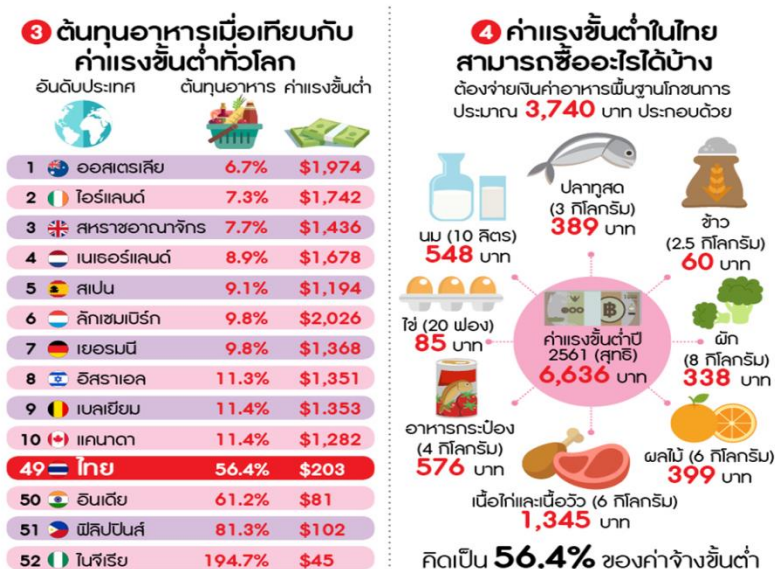 3 ต้นทุนอาหารเมื่อเทียบกับ
ค่าแรงขั้นต่ำทั่วโลก
อันดับประเทศ ต้นทุนอาหาร ค่าแรงขั้นต่ำ
1 ออสเตรเลีย 6.7% $1,974
2 ไอร์แลนด์ 7.3% $1,742
3 สหราชอาณาจักร 7.7% $1,436
4 เนเธอร์แลนด์ 8.9% $1,678
5 สเปน 9.1% $1,194
6 ลักเซมเบิร์ก 9.8% $2,026
7 เยอรมนี 9.8% $1,368
8 อิสราเอล 11.3% $1,351
9 เบลเยียม 11.4% $1.353
10 แคนาดา 11.4% $1,282
49 ไทย 56.4% $203
50 อินเดีย 61.2% $81
51 ฟิลิปปินส์ 81.3% $102
52 ไนจีเรีย 194.7% $45
4 ค่าแรงขั้นต่ำในไทย
สามารถซื้ออะไรได้บ้าง
ต้องจ่ายเงินค่าอาหารพื้นฐานโภชนการ
ประมาณ 3,740 บาท ประกอบด้วย
นม (10 ลิตร)
548 บาท
ปลาทูสด
(3 กิโลกรัม)
389 บาท
ข้าว
(2.5 กิโลกรัม)
60 บาท
ไข่ (20 ฟอง)
85 บาท
ค่าแรงขั้นต่ำปี
2561 (สุทธิ)
6,636 บาท
ผัก
(8 กิโลกรัม)
338 บาท
อาหารกระป๋อง
(4 กิโลกรัม)
576 บาท
ผลไม้ (6 กิโลกรัม)
399 บาท
เนื้อไก่และเนื้อวัว (6 กิโลกรัม)
1,345 บาท
คิดเป็น 56.4% ของค่าจ้างขั้นต่ำ